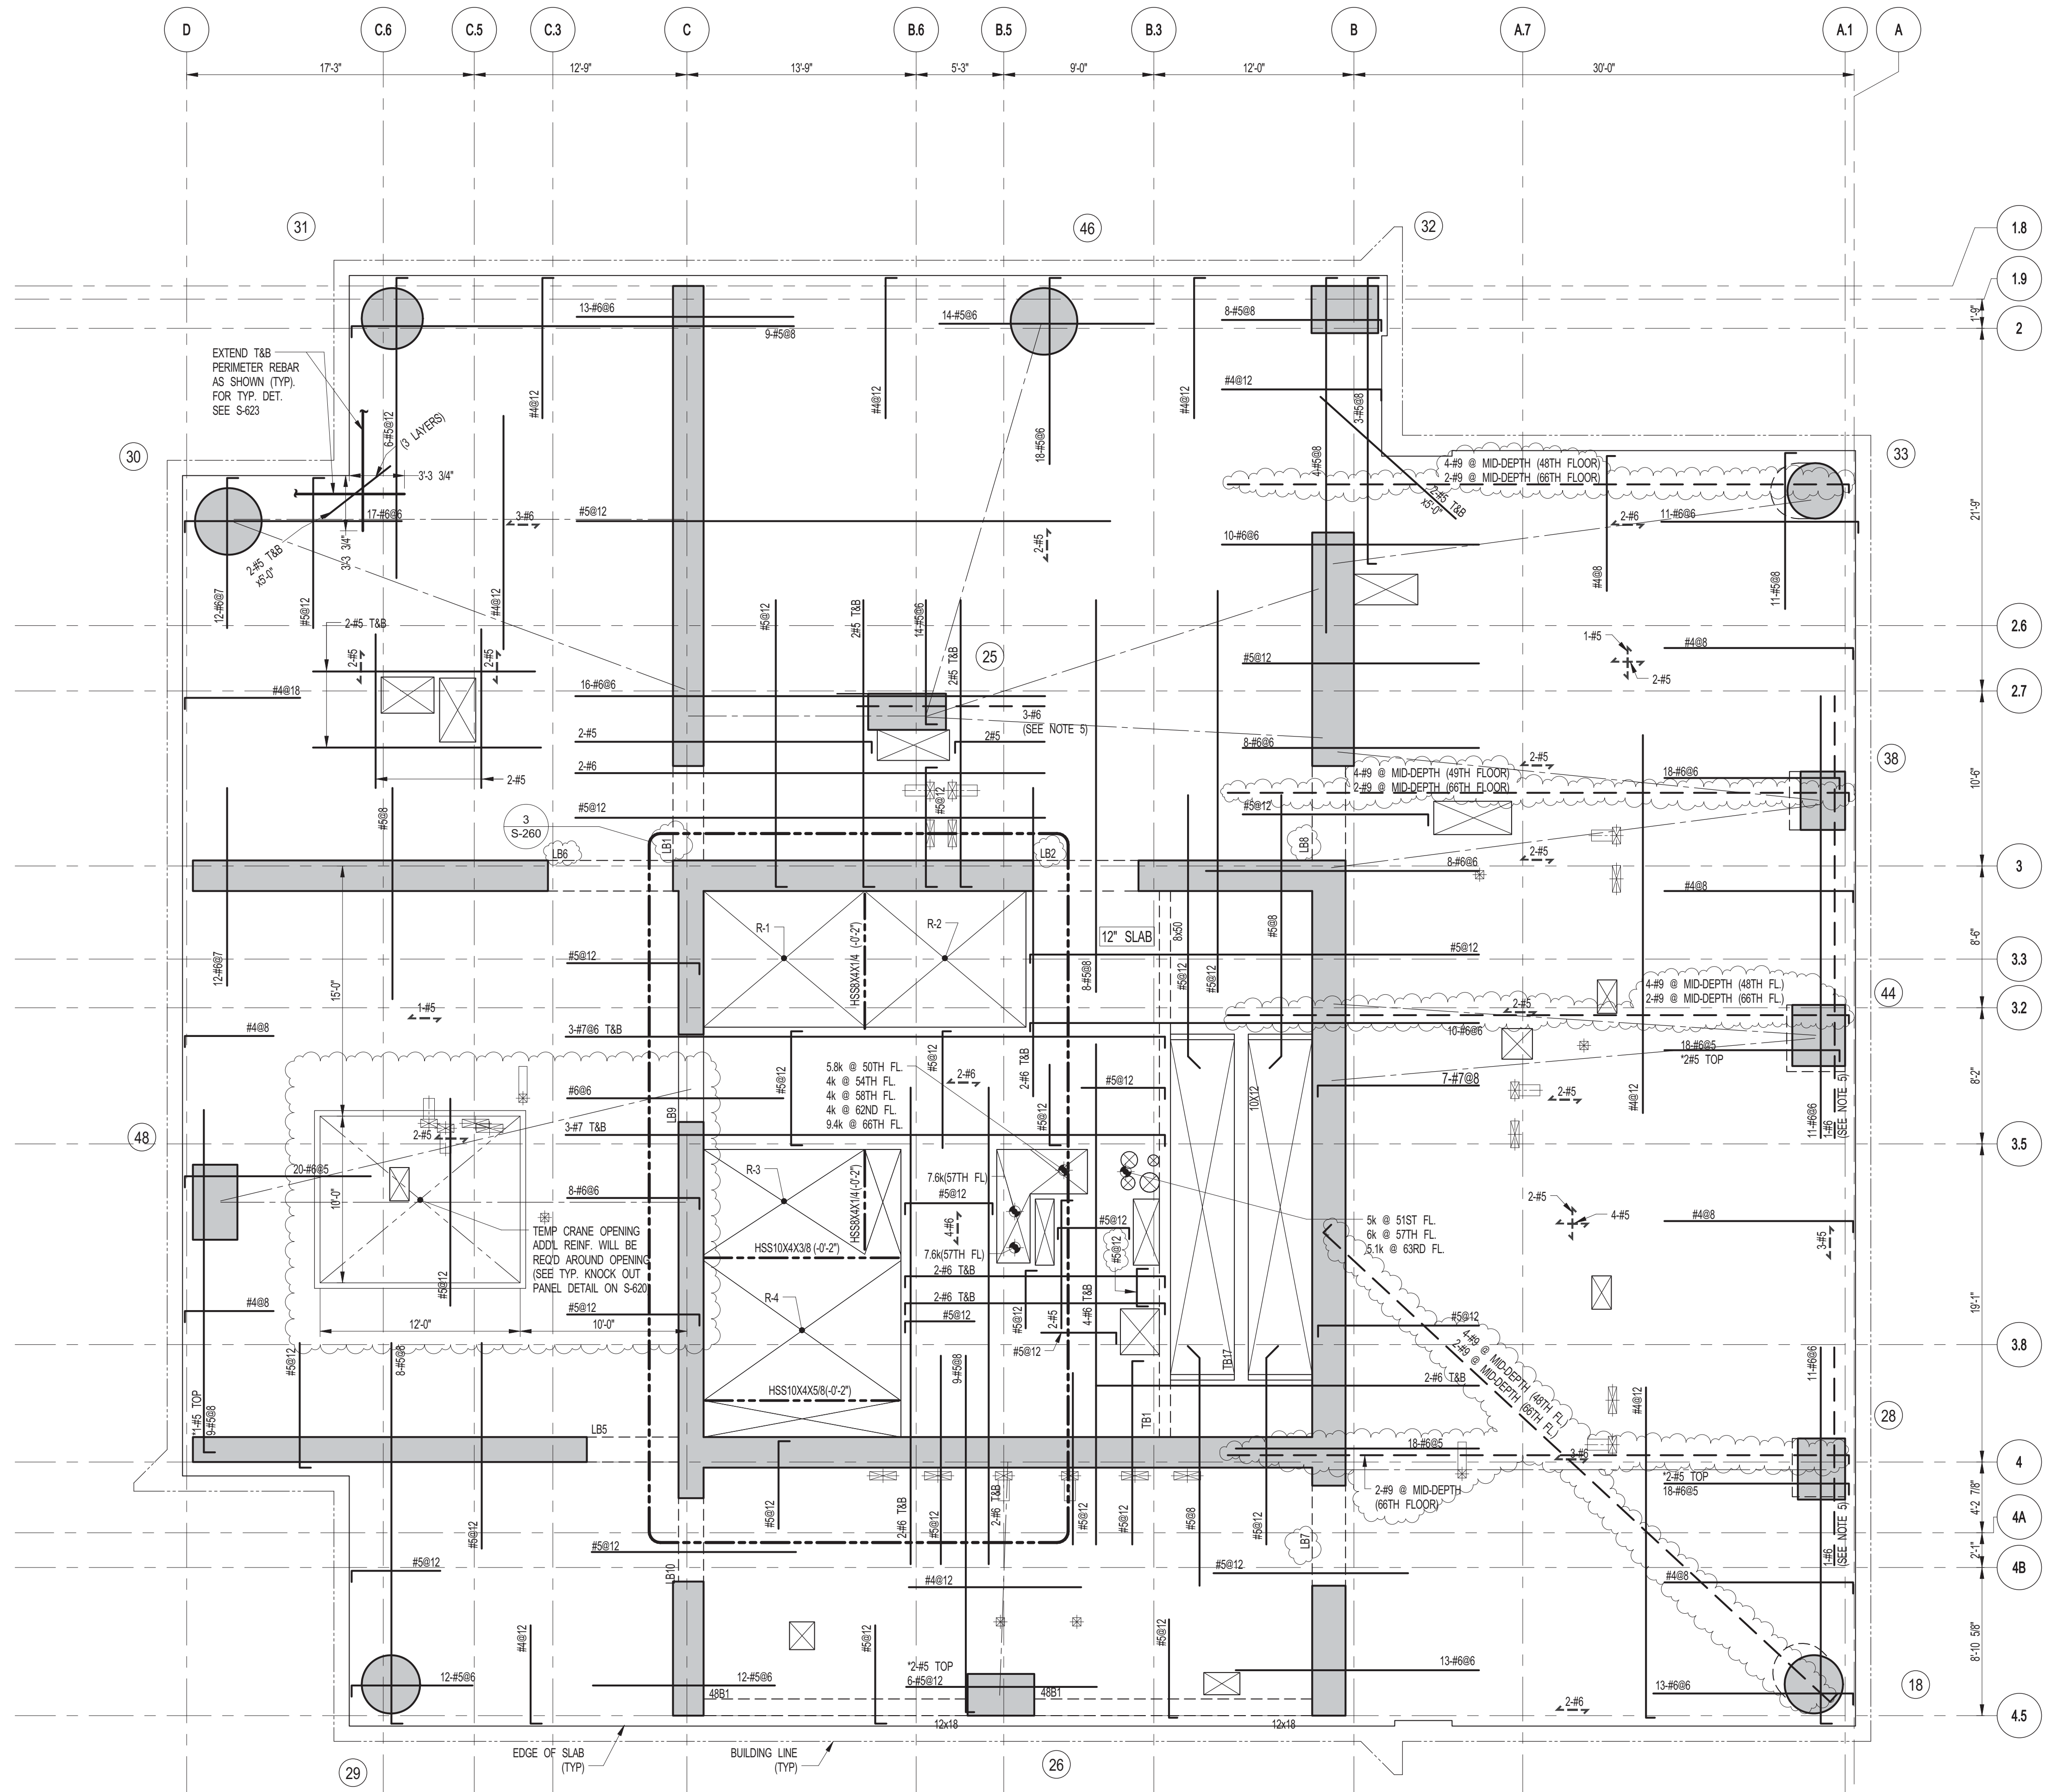 D
C.6
C.5
C.3
C
B.6
B.5
B.3
B
A.7
A.1
A
17'-3"
12'-9"
13'-9"
5'-3"
9'-0"
12'-0"
30'-0"
31
46
32
1.8
1.9
1'-9"
2
13-#6@6
9-#5@8
14-#5@6
8-#5@8
EXTEND T&B
PERIMETER REBAR
AS SHOWN (TYP).
FOR TYP. DET.
SEE S-623
#4@12
#4@12
#4@12
#4@12
3-#5@8
4-#5@8
18-#5@6
6-#5@12
(3 LAYERS)
2-#5 T&B
x5'-0"
30
33
3'-3 3/4"
3'-3 3/4"
4-#9 @ MID-DEPTH (48TH FLOOR)
2-#9 @ MID-DEPTH (66TH FLOOR)
17-#6@6
3-#6
#5@12
2-#5
2-#6
11-#6@6
10-#6@6
21'-9"
2-#5 T&B
x5'-0"
12-#6@7
#5@12
#4@12
#4@8
11-#5@8
2-#5 T&B
2-#5
2-#5
#5@12
2#5 T&B
14-#5@6
2#5 T&B
25
#5@12
1-#5
2-#5
#4@8
2.6
#4@18
16-#6@6
2.7
3-#6
(SEE NOTE 5)
2-#5
2#5
8-#6@6
2-#5
2-#6
2-#5
4-#9 @ MID-DEPTH (49TH FLOOR)
2-#9 @ MID-DEPTH (66TH FLOOR)
18-#6@6
38
10'-6"
#5@8
#5@12
#5@12
#5@12
3
S-260
LB6
LB1
LB2
LB8
2-#5
8-#6@6
3
#4@8
12-#6@7
15'-0"
R-1
R-2
HSS8X4X1/4 (-0'-2")
12" SLAB
8x50
#5@8
#5@12
#5@12
#5@12
#5@12
8-#5@8
8'-6"
3.3
4-#9 @ MID-DEPTH (48TH FL.)
2-#9 @ MID-DEPTH (66TH FL.)
44
3.2
1-#5
2-#5
#4@8
3-#7@6 T&B
10-#6@6
18-#6@5
*2#5 TOP
5.8k @ 50TH FL.
4k @ 54TH FL.
4k @ 58TH FL.
4k @ 62ND FL.
9.4k @ 66TH FL.
#5@12
#5@12
2-#6
2-#6 T&B
#5@12
#5@12
7-#7@8
2-#5
#4@12
11-#6@6
1-#6
(SEE NOTE 5)
8'-2"
#6@6
LB9
10X12
48
2-#5
3-#7 T&B
3.5
20-#6@5
10'-0"
8-#6@6
R-3
HSS8X4X1/4 (-0'-2")
7.6k(57TH FL)
#5@12
4-#6
7.6k(57TH FL)
#5@12
#5@12
5k @ 51ST FL.
6k @ 57TH FL.
5.1k @ 63RD FL.
2-#5
4-#5
#4@8
3-#5
TEMP CRANE OPENING
ADD'L REINF. WILL BE
REQ'D AROUND OPENING
(SEE TYP. KNOCK OUT
PANEL DETAIL ON S-620)
HSS10X4X3/8 (-0'-2")
2-#6 T&B
2-#6 T&B
#5@12
#4@8
#5@12
R-4
#5@12
#5@12
2-#5
4-#6 T&B
#5@12
#5@12
19'-1"
12'-0"
10'-0"
3.8
#5@12
8-#5@8
4-#9 @ MID-DEPTH (48TH FL.)
2-#9 @ MID-DEPTH (66TH FL.)
TB17
2-#6 T&B
HSS10X4X5/8(-0'-2")
9-#5@8
11-#6@6
#4@12
28
*1-#5 TOP
9-#5@8
LB5
TB1
18-#6@5
3-#6
4
*2-#5 TOP
18-#6@5
2-#9 @ MID-DEPTH
(66TH FLOOR)
#5@12
#5@12
2-#6 T&B
#5@12
2-#6 T&B
#5@12
#5@12
#5@8
#5@12
LB7
4'-2 7/8"
4A
2'-1"
4B
1-#6
(SEE NOTE 5)
#5@12
#5@12
LB10
#4@12
#5@12
#4@8
#4@12
#5@12
#5@12
8'-10 5/8"
12-#5@6
12-#5@6
48B1
*2-#5 TOP
6-#5@12
48B1
13-#6@6
13-#6@6
18
2-#6
4.5
12x18
12x18
EDGE OF SLAB
(TYP)
BUILDING LINE
(TYP)
29
26